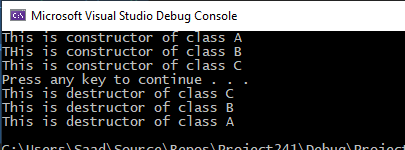 Microsoft Visual Studio Debug Console
This is constructor of class A
THis is constructor of class B
This is constructor of class C
Press any key to continue . . .
This is destructor of class C
This is destructor of class B
This is destructor of class A
C:\Users\Saad\Source\Repos\Project241\Debug\Projec